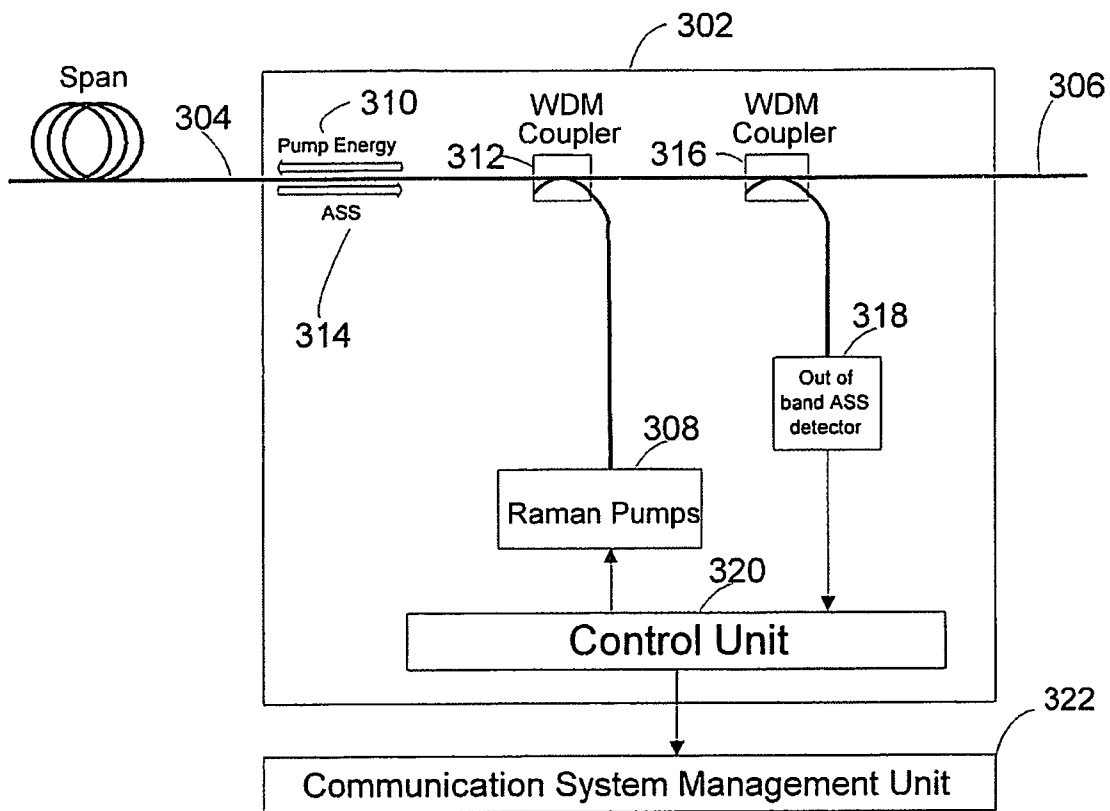 302
Span
304
310
Pump Energy
ASS
314
WDM
Coupler
312
WDM
Coupler
316
306
318
Out of
band ASS
detector
308
Raman Pumps
320
Control Unit
322
Communication System Management Unit